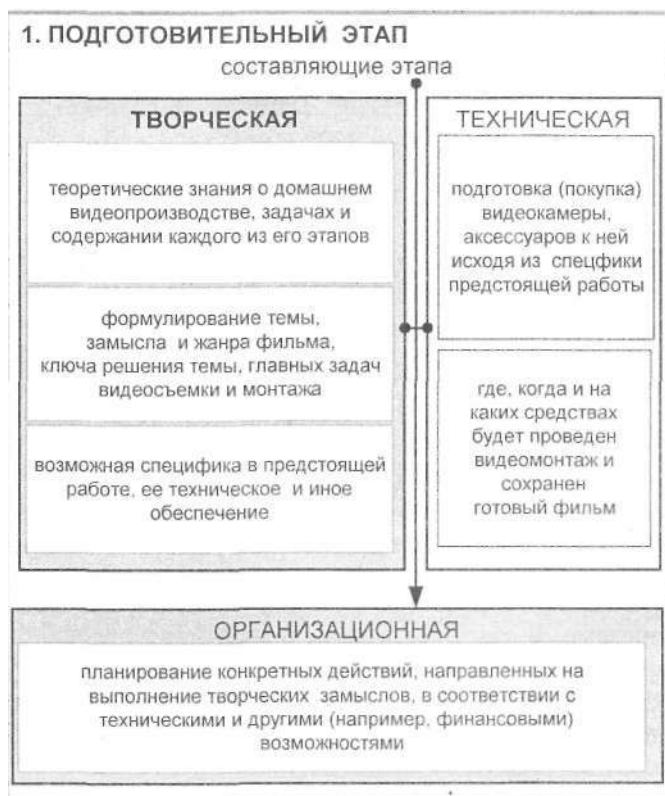 1. ПОДГОТОВИТЕЛЬНЫЙ ЭТАП
составляющие этапа
ТВОРЧЕСКАЯ
теоретические знания о домашнем
видеопроизводстве, задачах и
содержании каждого из его этапов
формулирование темы,
замысла и жанра фильма,
ключа решения темы, главных задач
видеосъемки и монтажа
возможная специфика в предстоящей
работе, ее техническое и иное
обеспечение
ТЕХНИЧЕСКАЯ
подготовка (покупка)
видеокамеры,
аксессуаров к ней
исходя из спецфики
предстоящей работы
где, когда и на
каких средствах
будет проведен
видеомонтаж и
сохранен
готовый фильм
ОРГАНИЗАЦИОННАЯ
планирование конкретных действий, направленных на
выполнение творческих замыслов, в соответствии с
техническими и другими (например, финансовыми)
возможностями